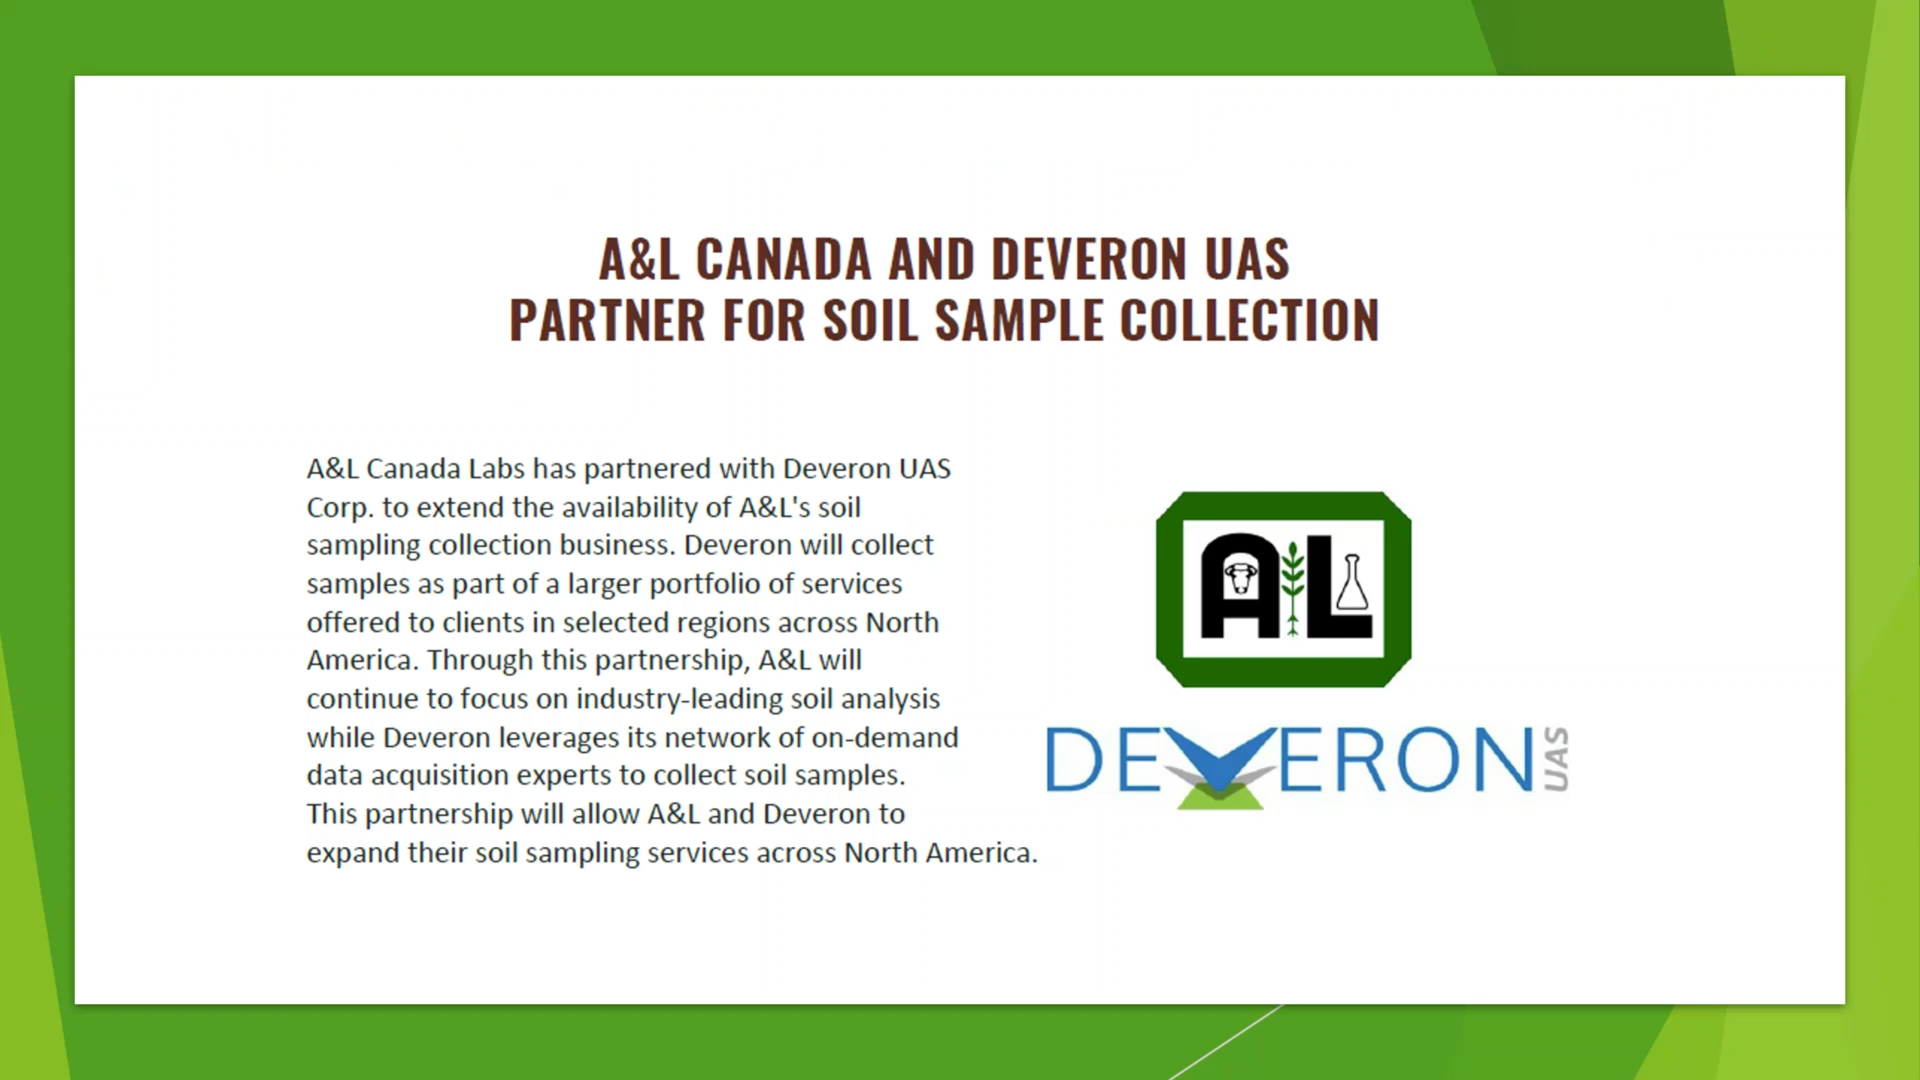 A&L CANADA AND DEVERON UAS
PARTNER FOR SOIL SAMPLE COLLECTION
A&L Canada Labs has partnered with Deveron UAS
Corp. to extend the availability of A&L's soil
sampling collection business. Deveron will collect
samples as part of a larger portfolio of services
offered to clients in selected regions across North
America. Through this partnership, A&L will
continue to focus on industry-leading soil analysis
while Deveron leverages its network of on-demand
data acquisition experts to collect soil samples.
This partnership will allow A&L and Deveron to
expand their soil sampling services across North America.
A L
DEVERON UAS